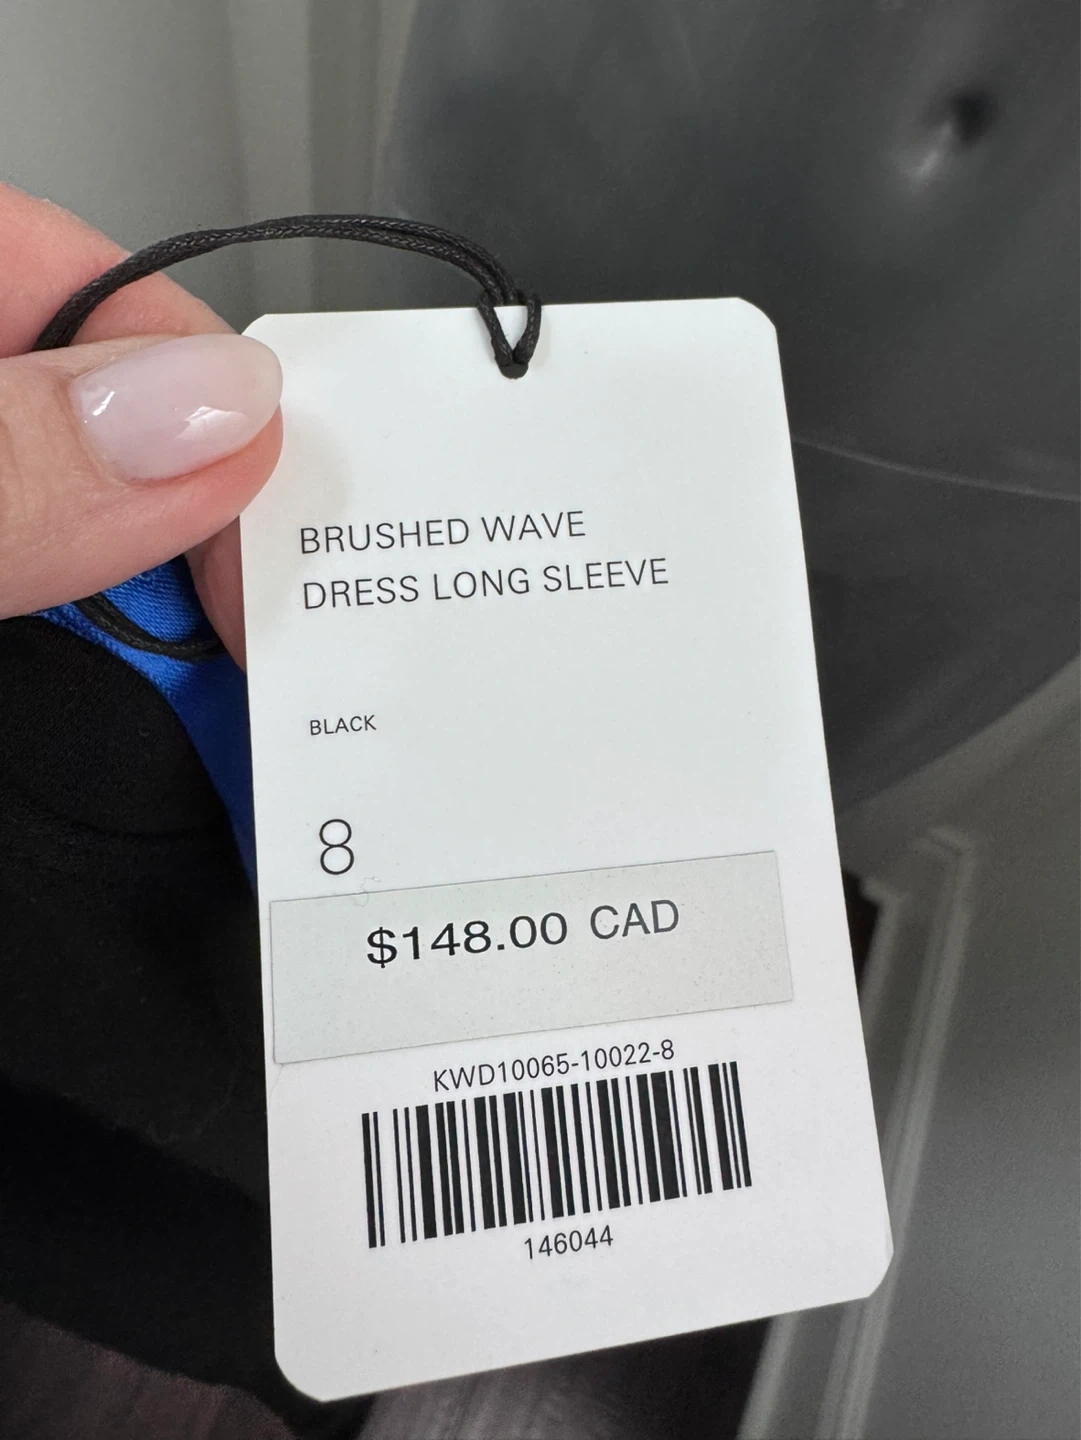 BRUSHED WAVE
DRESS LONG SLEEVE
BLACK
8
$148.00 CAD
KWD10065-10022-8
146044